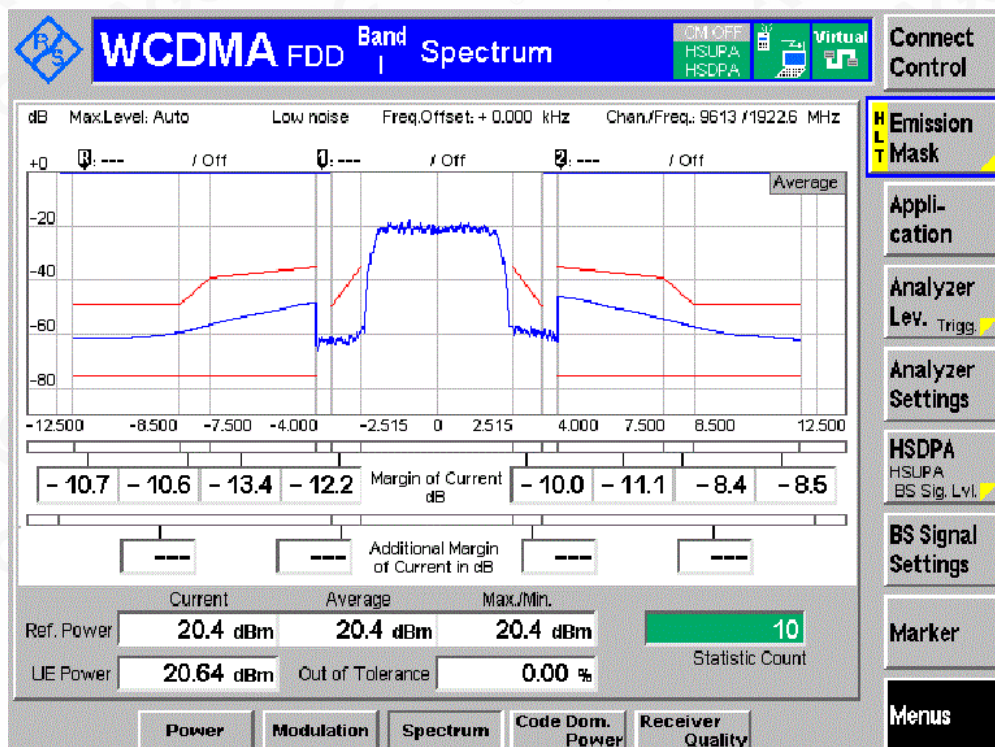 R&S WCDMA FDD Band I Spectrum
CM OFF
HSUPA
HSDPA
Virtual
Connect
Control
dB Max.Level: Auto Low noise Freq.Offset: + 0.000 kHz Chan./Freq.: 9613 / 1922.6 MHz
HLT
Emission
Mask
+0 R: --- / Off 1: --- / Off 2: --- / Off
Average
-20
-40
-60
-80
Appli-
cation
Analyzer
Lev. Trigg.
Analyzer
Settings
-12.500 -8.500 -7.500 -4.000 -2.515 0 2.515 4.000 7.500 8.500 12.500
HSDPA
HSUPA
BS Sig. Lvl.
- 10.7 - 10.6 - 13.4 - 12.2 Margin of Current - 10.0 - 11.1 - 8.4 - 8.5
dB
--- --- Additional Margin --- ---
of Current in dB
BS Signal
Settings
Current Average Max./Min.
Ref. Power 20.4 dBm 20.4 dBm 20.4 dBm 10
Statistic Count
UE Power 20.64 dBm Out of Tolerance 0.00 %
Marker
Menus
Power Modulation Spectrum Code Dom. Power Receiver Quality